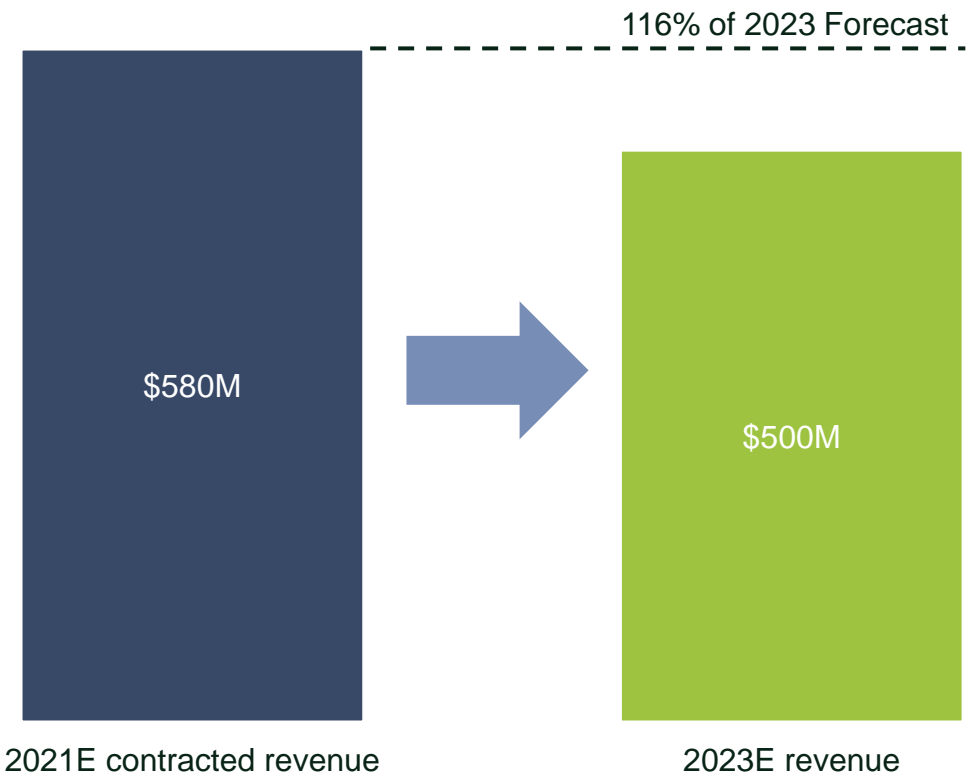 116% of 2023 Forecast
$580M
$500M
2021E contracted revenue
2023E revenue